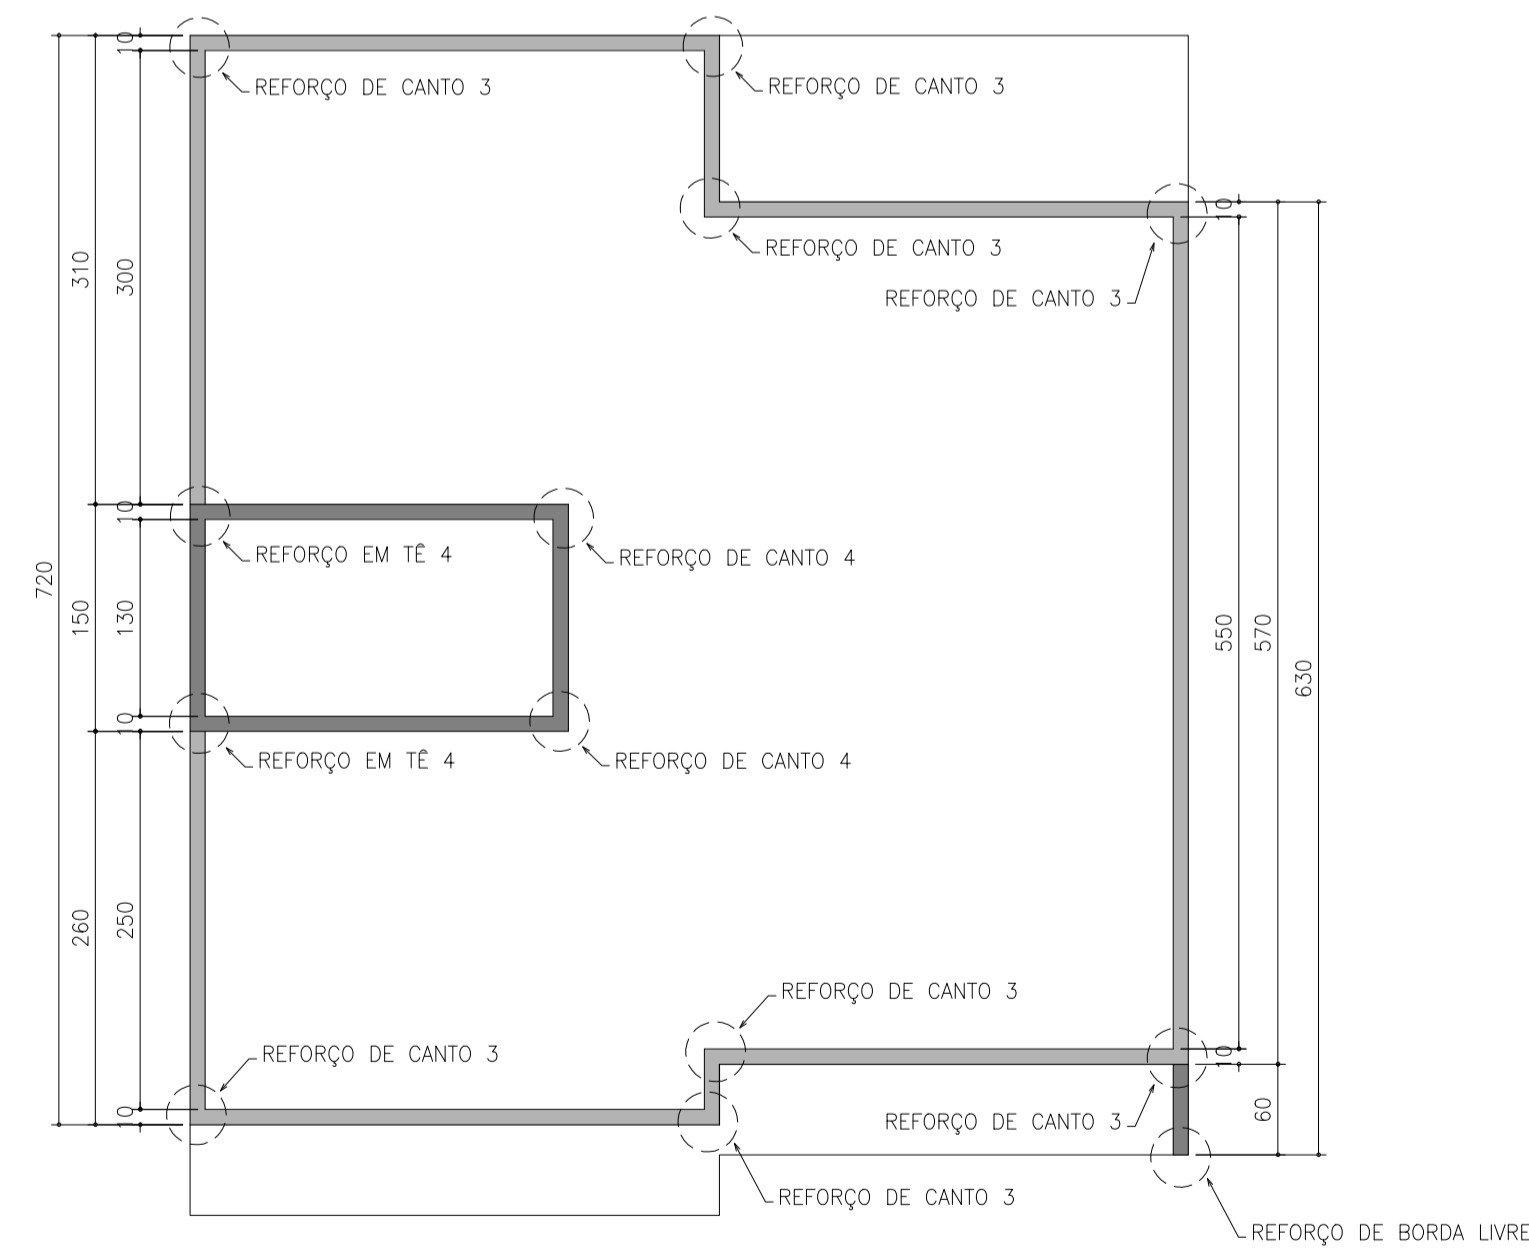 10
REFORÇO DE CANTO 3
REFORÇO DE CANTO 3
10
REFORÇO DE CANTO 3
310
300
REFORÇO DE CANTO 3
10
REFORÇO EM TÊ 4
REFORÇO DE CANTO 4
720
150
130
550
570
630
10
REFORÇO EM TÊ 4
REFORÇO DE CANTO 4
260
250
REFORÇO DE CANTO 3
REFORÇO DE CANTO 3
10
10
60
REFORÇO DE CANTO 3
REFORÇO DE CANTO 3
REFORÇO DE BORDA LIVRE